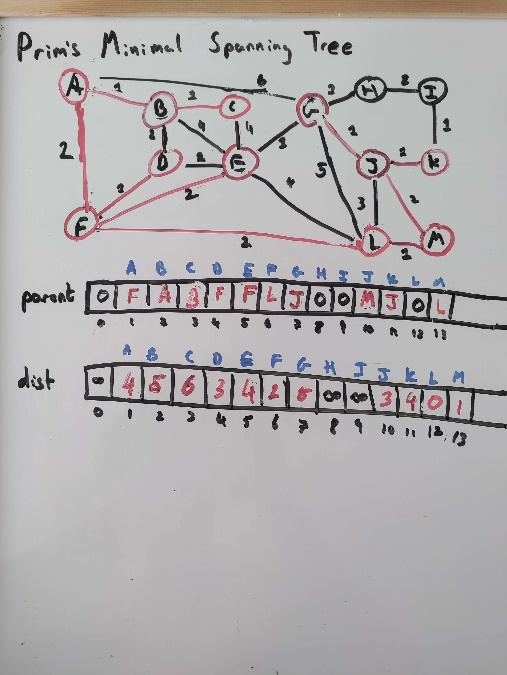 Prim's Minimal Spanning Tree
A 6 H 8 I
1 B 2 C G 2
2 4 4 1 1
2 D 2 E 2 5 J 2 K
1 2 4 3 2
F 2 L 2 M
A B C D E F G H I J K L M
parent 0 F A 3 F F L J 0 0 M J 0 L
0 1 2 3 4 5 6 7 8 9 10 11 12 13
A B C D E F G H I J K L M
dist ∞ 4 5 6 3 4 2 5 ∞ ∞ 3 4 0 1
0 1 2 3 4 5 6 7 8 9 10 11 12 13